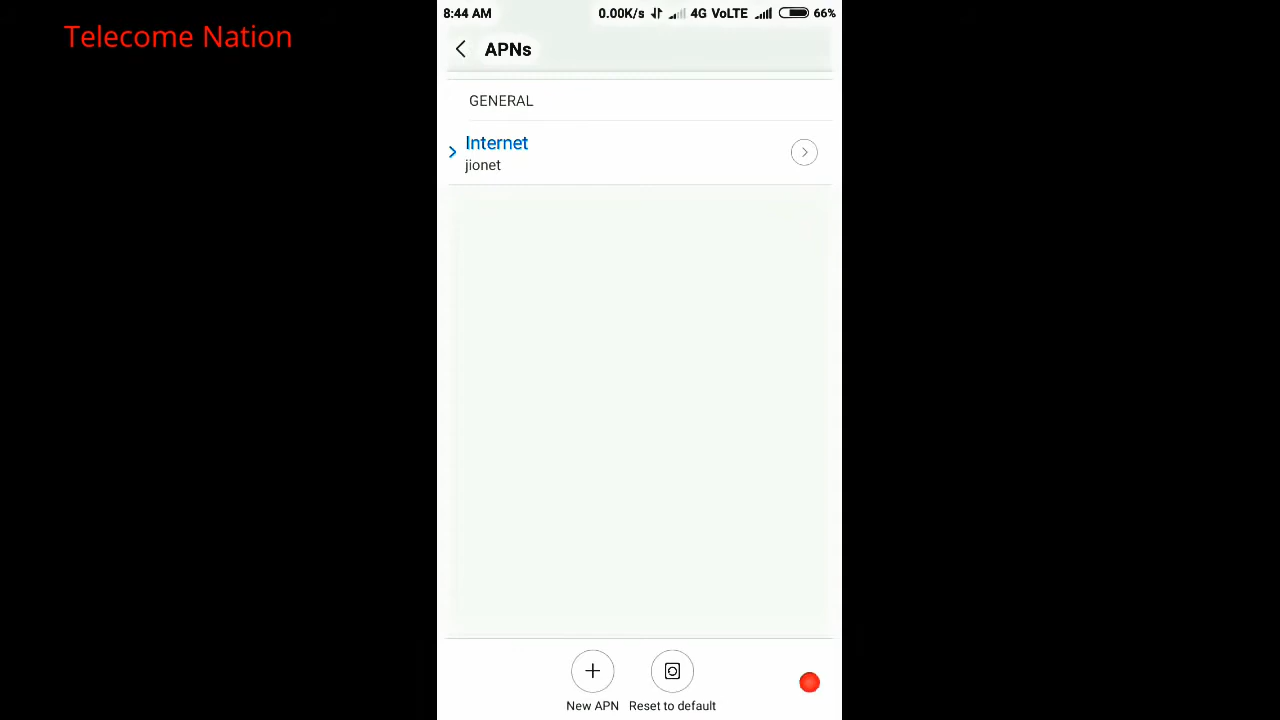 Telecome Nation
8:44 AM 0.00K/s 4G VoLTE 66%
APNs
GENERAL
Internet
jionet
New APN Reset to default